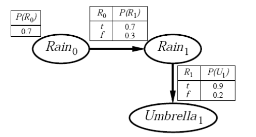 P(R₀)
0.7
R₀ P(R₁)
t 0.7
f 0.3
Rain₀
Rain₁
R₁ P(U₁)
t 0.9
f 0.2
Umbrella₁